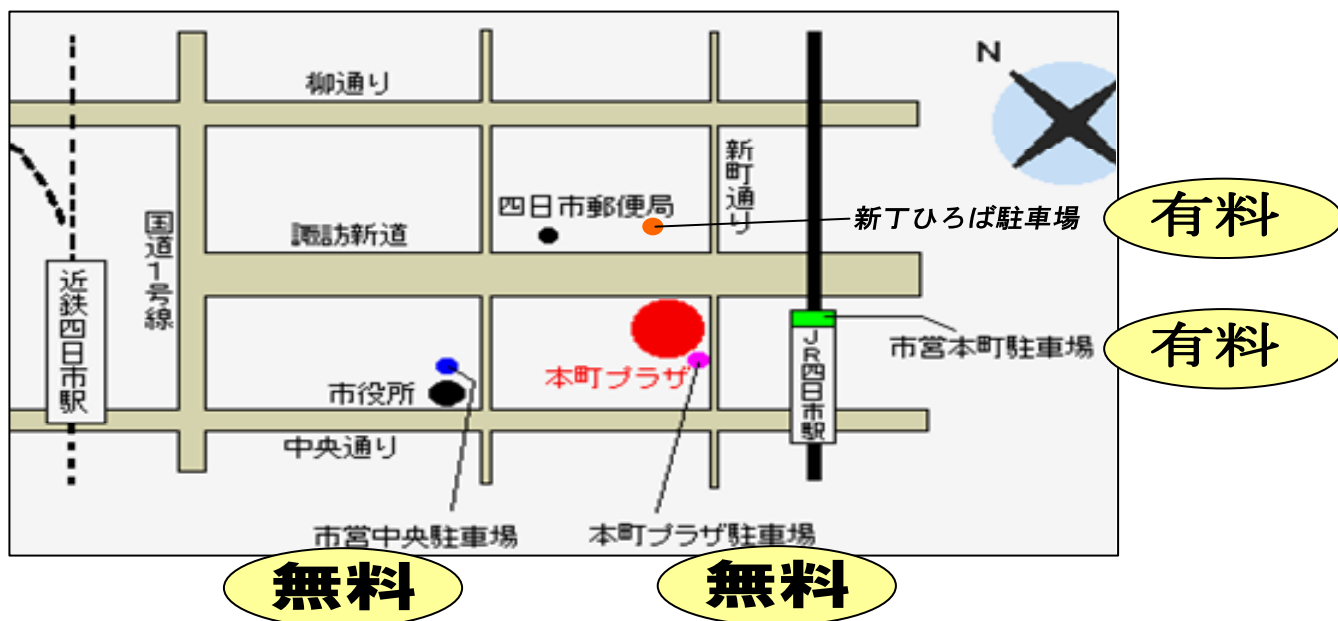 N
柳通り
新町通り
四日市郵便局
新丁ひろば駐車場
有料
国道1号線
諏訪新道
近鉄四日市駅
市営本町駐車場
有料
JR四日市駅
本町プラザ
市役所
中央通り
市営中央駐車場
本町プラザ駐車場
無料
無料